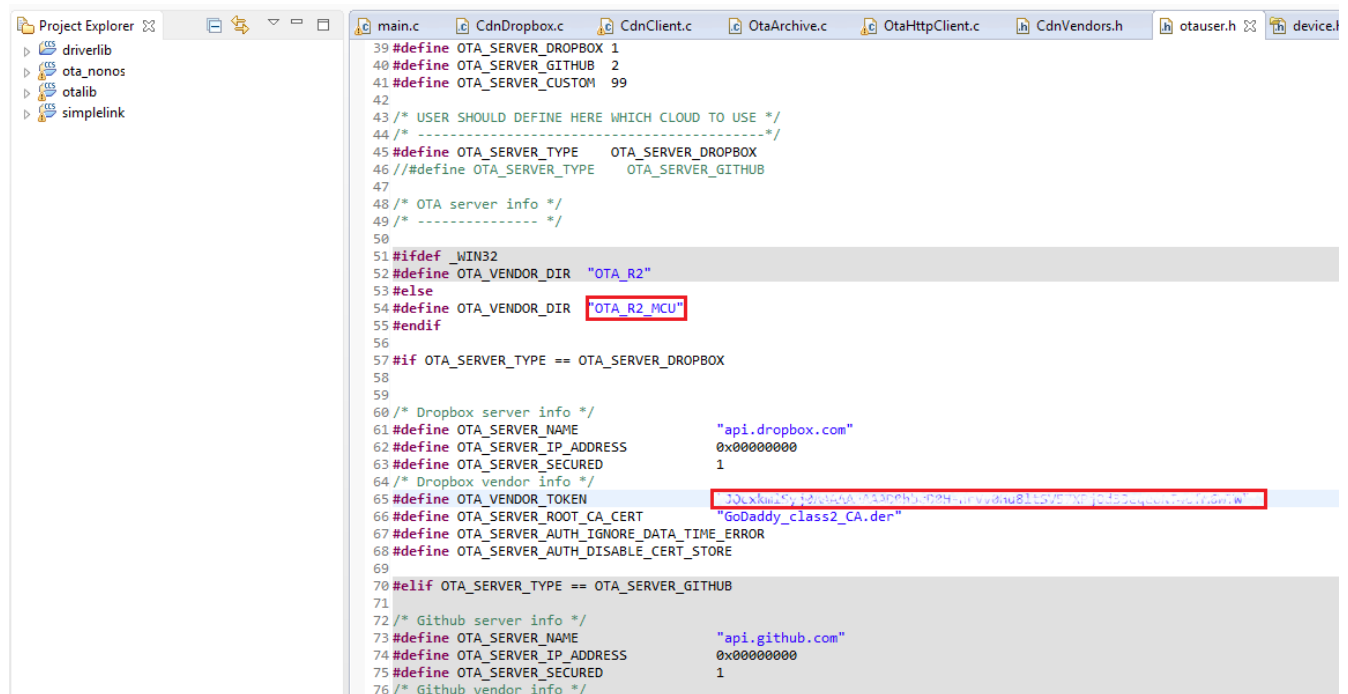 Project Explorer
driverlib
ota_nonos
otalib
simplelink
main.c CdnDropbox.c CdnClient.c OtaArchive.c OtaHttpClient.c CdnVendors.h otauser.h device.h
39 #define OTA_SERVER_DROPBOX 1
40 #define OTA_SERVER_GITHUB  2
41 #define OTA_SERVER_CUSTOM  99
42
43 /* USER SHOULD DEFINE HERE WHICH CLOUD TO USE */
44 /* -------------------------------------------*/
45 #define OTA_SERVER_TYPE    OTA_SERVER_DROPBOX
46 //#define OTA_SERVER_TYPE    OTA_SERVER_GITHUB
47
48 /* OTA server info */
49 /* --------------- */
50
51 #ifdef _WIN32
52 #define OTA_VENDOR_DIR  "OTA_R2"
53 #else
54 #define OTA_VENDOR_DIR  "OTA_R2_MCU"
55 #endif
56
57 #if OTA_SERVER_TYPE == OTA_SERVER_DROPBOX
58
59
60 /* Dropbox server info */
61 #define OTA_SERVER_NAME                 "api.dropbox.com"
62 #define OTA_SERVER_IP_ADDRESS           0x00000000
63 #define OTA_SERVER_SECURED              1
64 /* Dropbox vendor info */
65 #define OTA_VENDOR_TOKEN
66 #define OTA_SERVER_ROOT_CA_CERT         "GoDaddy_class2_CA.der"
67 #define OTA_SERVER_AUTH_IGNORE_DATA_TIME_ERROR
68 #define OTA_SERVER_AUTH_DISABLE_CERT_STORE
69
70 #elif OTA_SERVER_TYPE == OTA_SERVER_GITHUB
71
72 /* Github server info */
73 #define OTA_SERVER_NAME                 "api.github.com"
74 #define OTA_SERVER_IP_ADDRESS           0x00000000
75 #define OTA_SERVER_SECURED              1
76 /* Github vendor info */